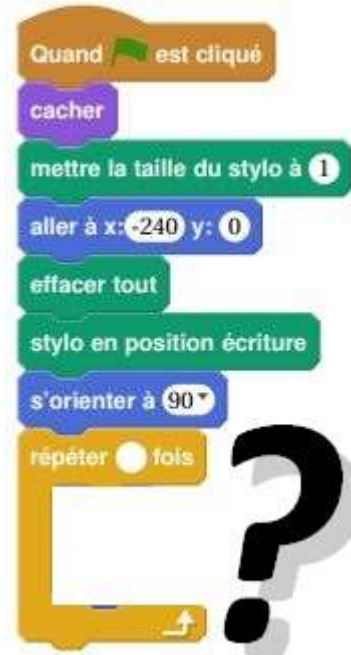 Quand est cliqué
cacher
mettre la taille du stylo à 1
aller à x: -240 y: 0
effacer tout
stylo en position écriture
s'orienter à 90
répéter fois
?